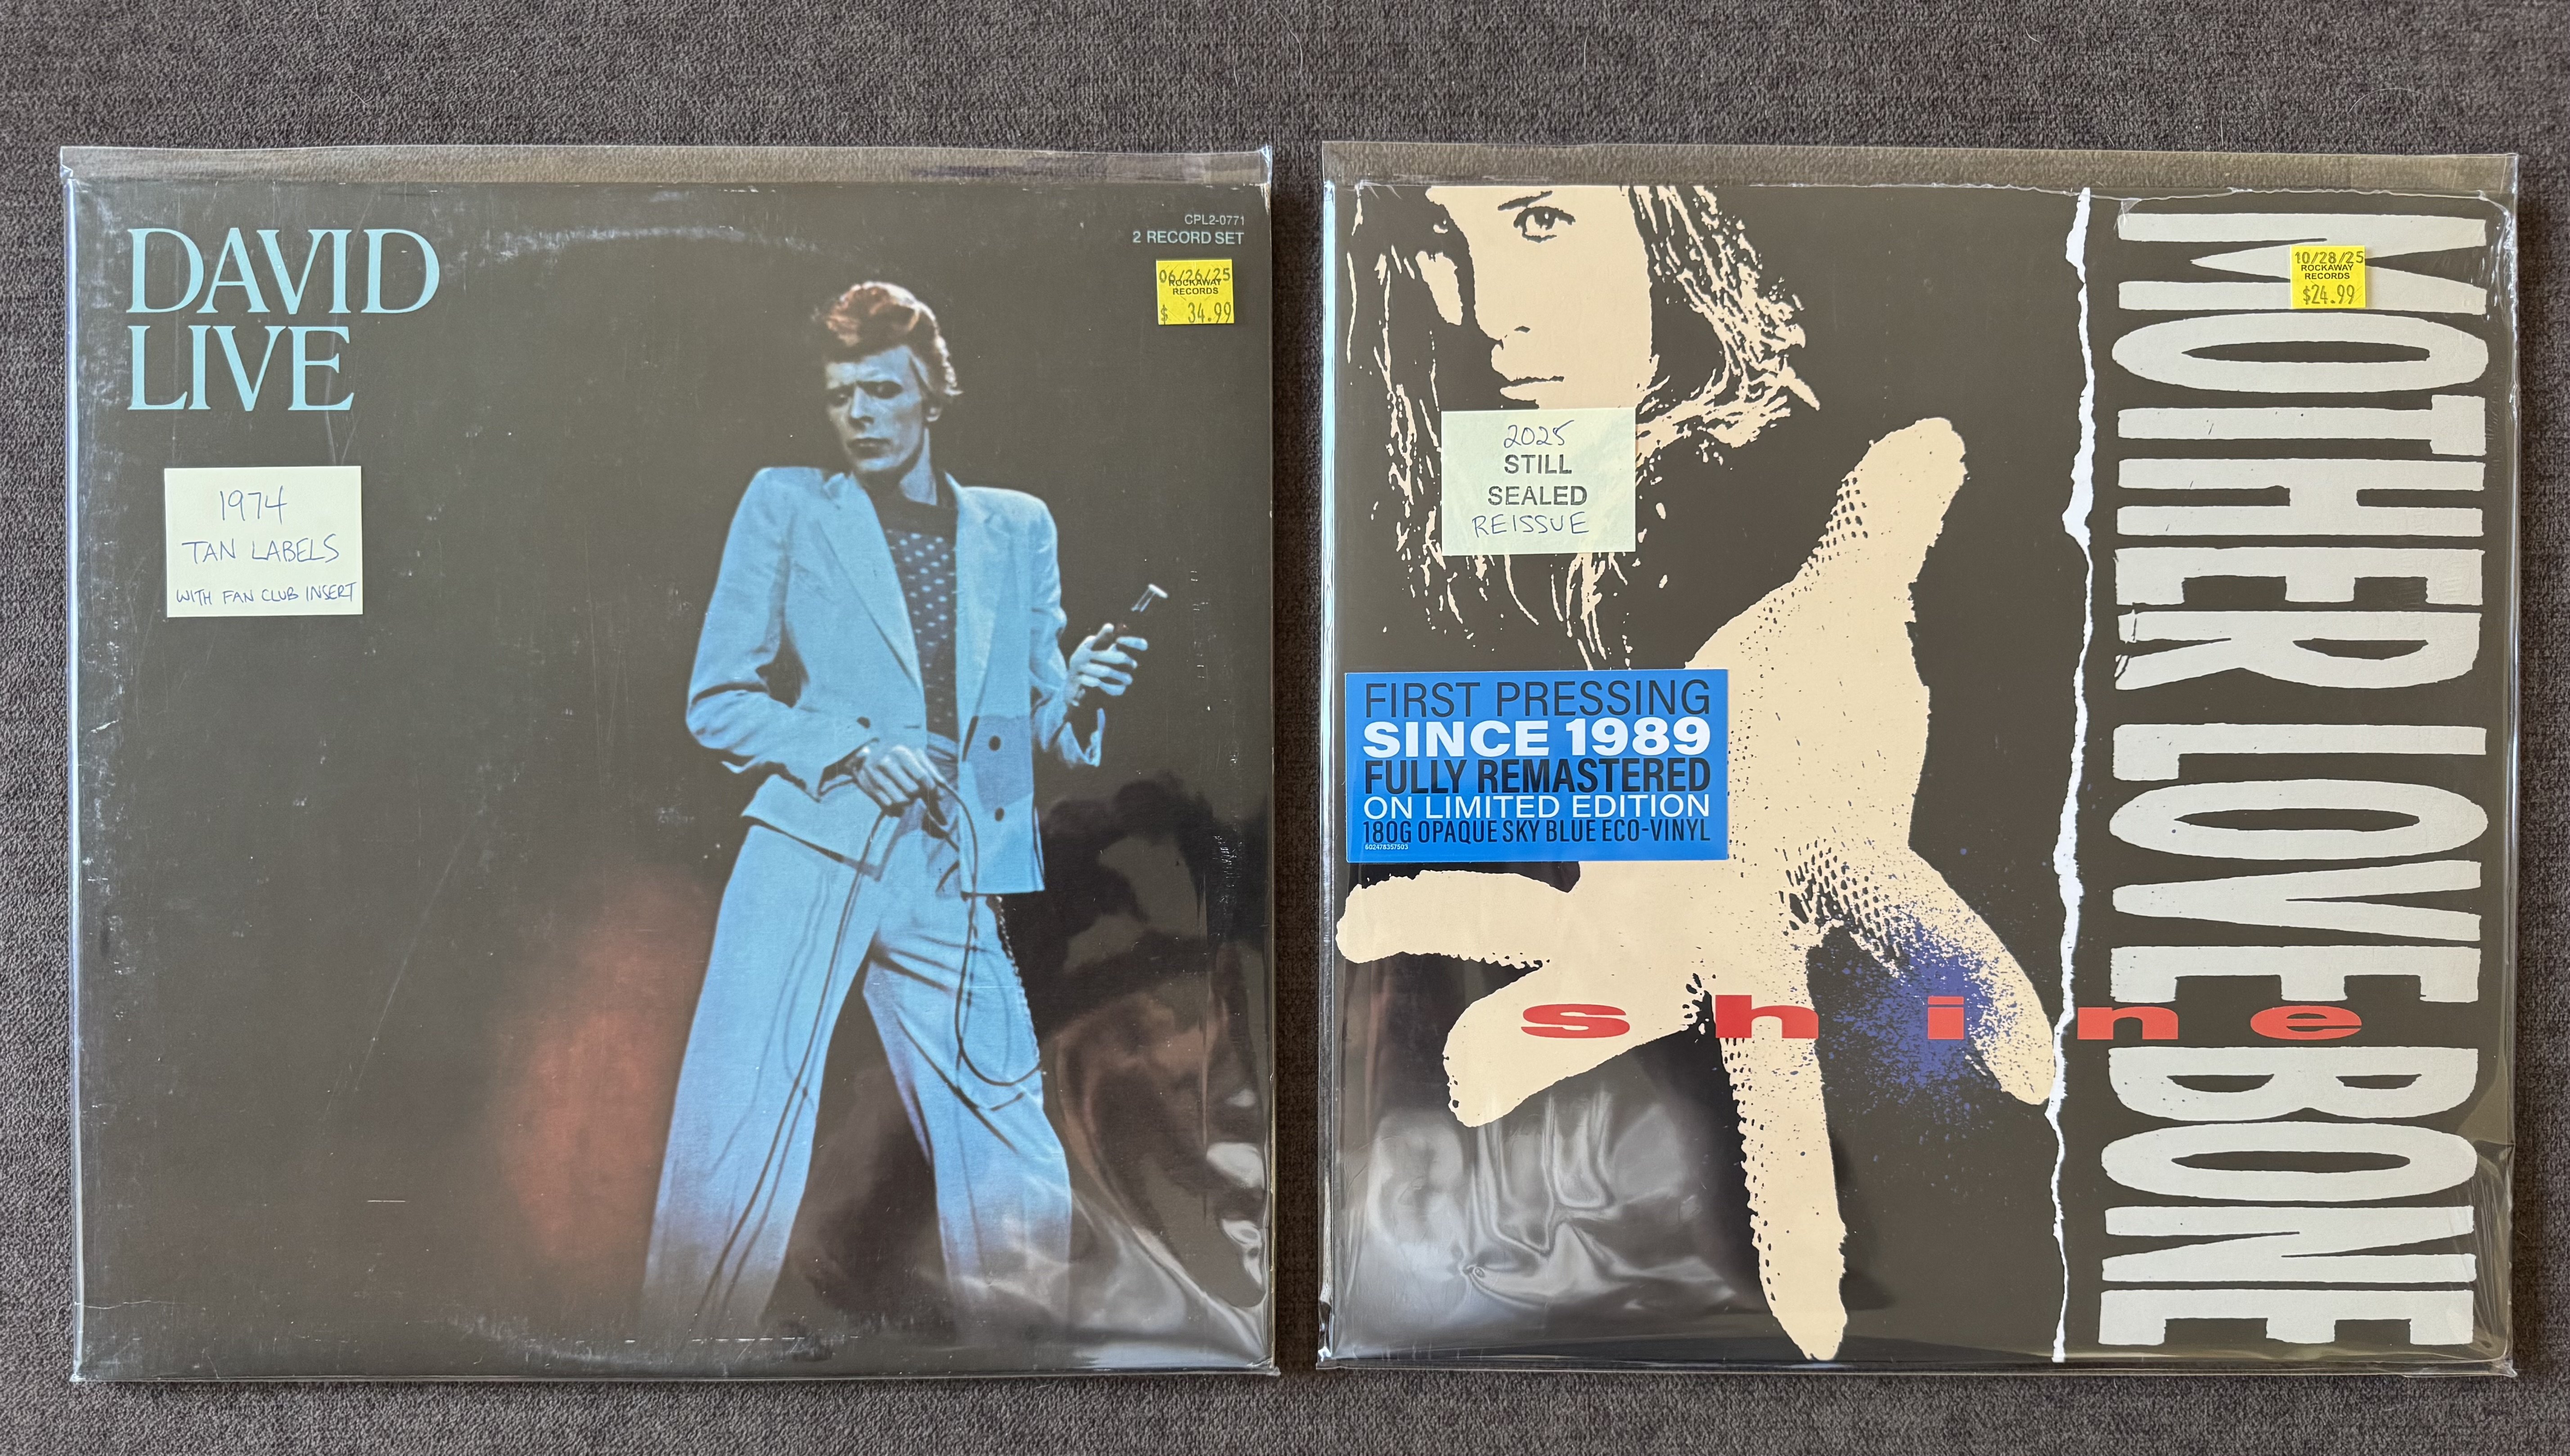 DAVID
LIVE
CPL2-0771
2 RECORD SET
06/26/25
ROCKAWAY
RECORDS
$ 34.99
1974
TAN LABELS
WITH FAN CLUB INSERT
MOTHER LOVE BONE
10/28/25
ROCKAWAY
RECORDS
$24.99
2025
STILL
SEALED
REISSUE
FIRST PRESSING
SINCE 1989
FULLY REMASTERED
ON LIMITED EDITION
180G OPAQUE SKY BLUE ECO-VINYL
602478357503
shine